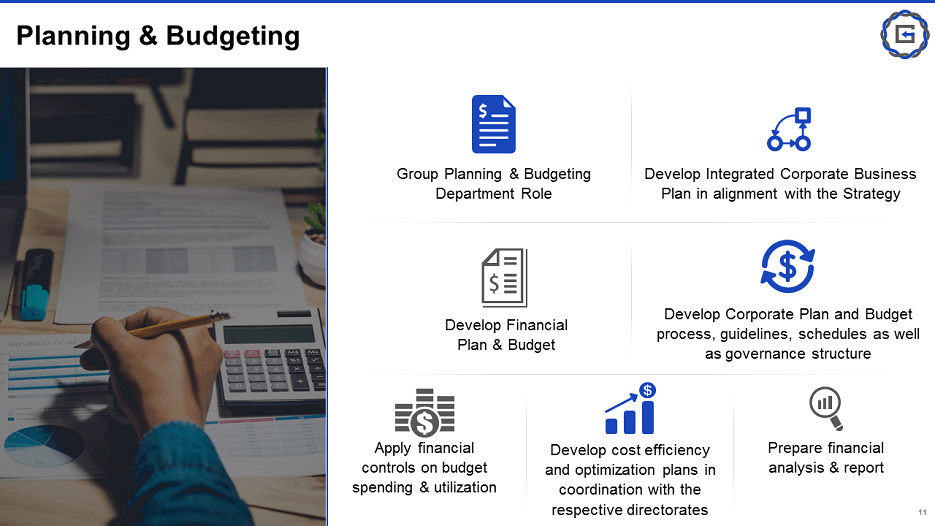 Planning & Budgeting
Group Planning & Budgeting
Department Role
Develop Integrated Corporate Business
Plan in alignment with the Strategy
Develop Financial
Plan & Budget
Develop Corporate Plan and Budget
process, guidelines, schedules as well
as governance structure
Apply financial
controls on budget
spending & utilization
Develop cost efficiency
and optimization plans in
coordination with the
respective directorates
Prepare financial
analysis & report
BUSINESS GOAL
11